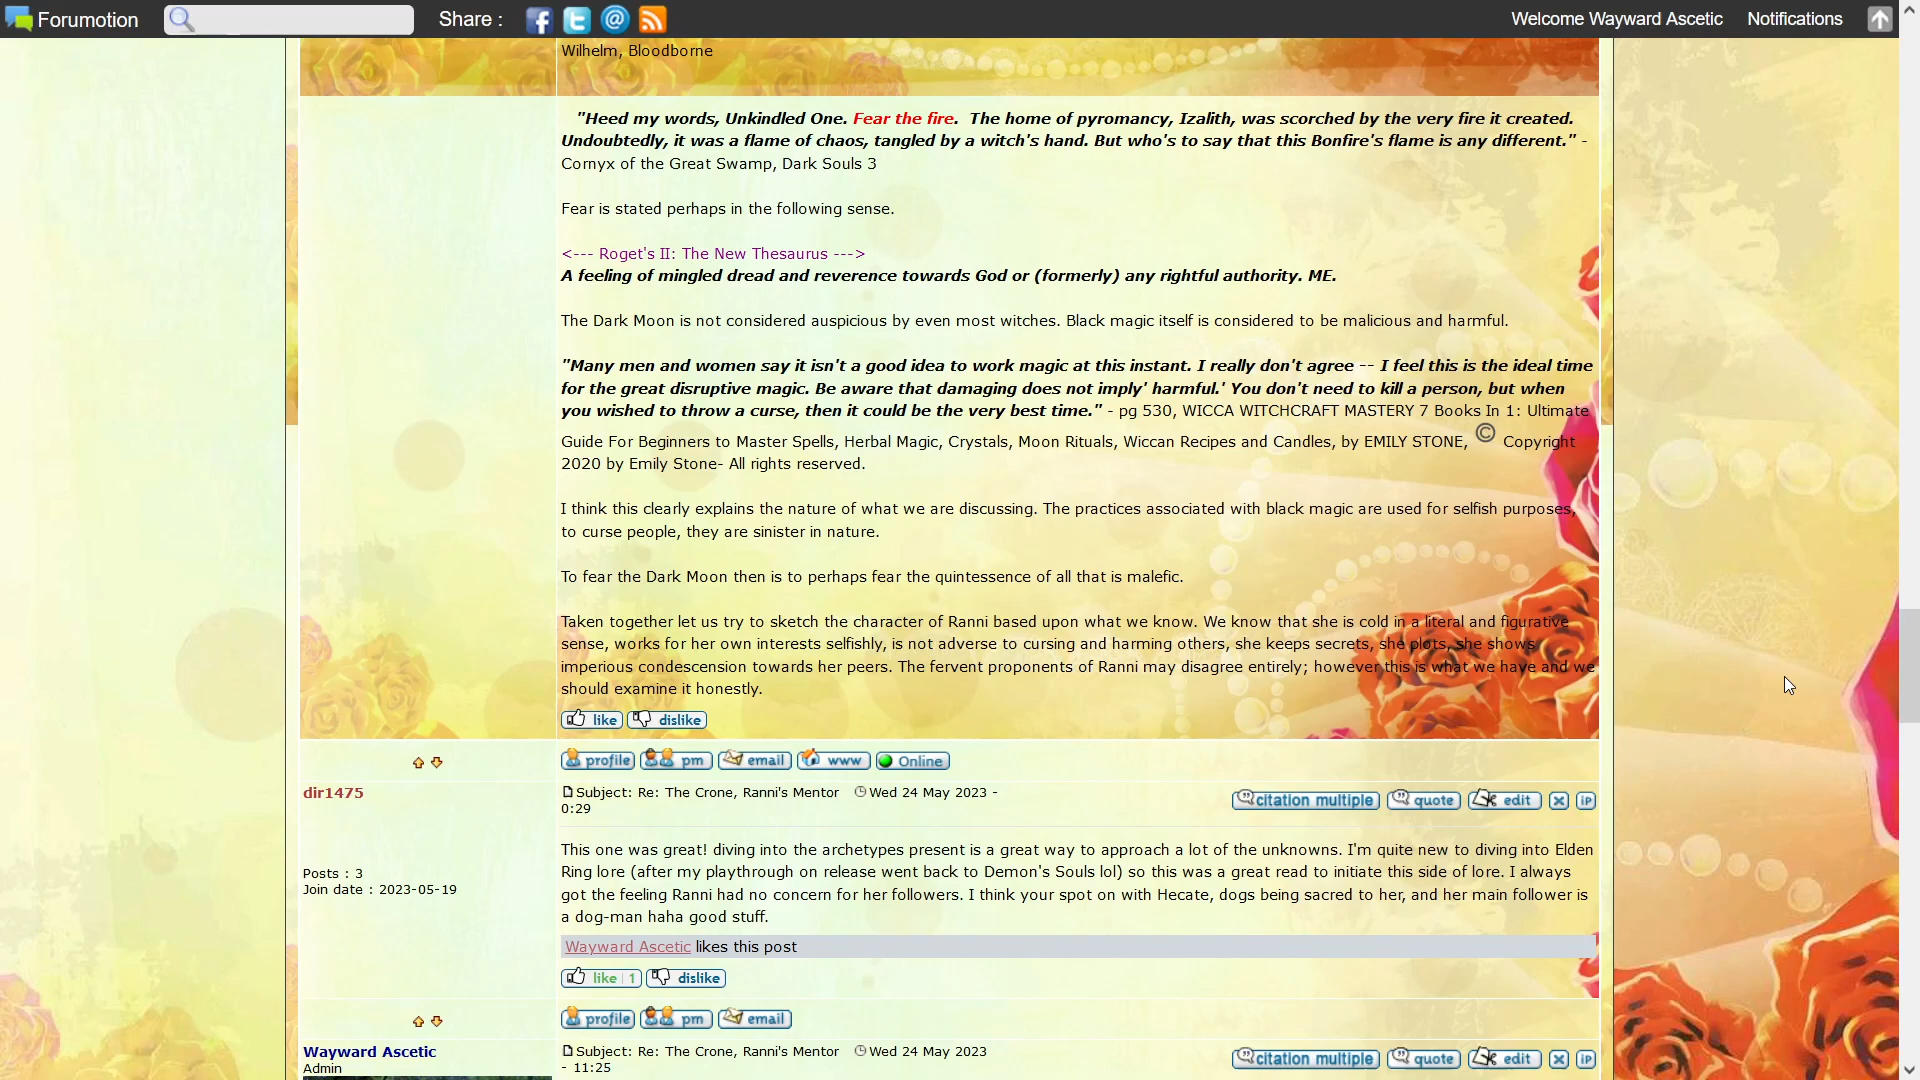 Forumotion Share : Welcome Wayward Ascetic Notifications
Wilhelm, Bloodborne
"Heed my words, Unkindled One. Fear the fire. The home of pyromancy, Izalith, was scorched by the very fire it created.
Undoubtedly, it was a flame of chaos, tangled by a witch's hand. But who's to say that this Bonfire's flame is any different." -
Cornyx of the Great Swamp, Dark Souls 3
Fear is stated perhaps in the following sense.
<--- Roget's II: The New Thesaurus --->
A feeling of mingled dread and reverence towards God or (formerly) any rightful authority. ME.
The Dark Moon is not considered auspicious by even most witches. Black magic itself is considered to be malicious and harmful.
"Many men and women say it isn't a good idea to work magic at this instant. I really don't agree -- I feel this is the ideal time
for the great disruptive magic. Be aware that damaging does not imply' harmful.' You don't need to kill a person, but when
you wished to throw a curse, then it could be the very best time." - pg 530, WICCA WITCHCRAFT MASTERY 7 Books In 1: Ultimate
Guide For Beginners to Master Spells, Herbal Magic, Crystals, Moon Rituals, Wiccan Recipes and Candles, by EMILY STONE, © Copyright
2020 by Emily Stone- All rights reserved.
I think this clearly explains the nature of what we are discussing. The practices associated with black magic are used for selfish purposes,
to curse people, they are sinister in nature.
To fear the Dark Moon then is to perhaps fear the quintessence of all that is malefic.
Taken together let us try to sketch the character of Ranni based upon what we know. We know that she is cold in a literal and figurative
sense, works for her own interests selfishly, is not adverse to cursing and harming others, she keeps secrets, she plots, she shows
imperious condescension towards her peers. The fervent proponents of Ranni may disagree entirely; however this is what we have and we
should examine it honestly.
like dislike
profile pm email www Online
dir1475
Subject: Re: The Crone, Ranni's Mentor Wed 24 May 2023 -
0:29
citation multiple quote edit x iP
Posts : 3
Join date : 2023-05-19
This one was great! diving into the archetypes present is a great way to approach a lot of the unknowns. I'm quite new to diving into Elden
Ring lore (after my playthrough on release went back to Demon's Souls lol) so this was a great read to initiate this side of lore. I always
got the feeling Ranni had no concern for her followers. I think your spot on with Hecate, dogs being sacred to her, and her main follower is
a dog-man haha good stuff.
Wayward Ascetic likes this post
like 1 dislike
profile pm email
Wayward Ascetic
Admin
Subject: Re: The Crone, Ranni's Mentor Wed 24 May 2023
- 11:25
citation multiple quote edit x iP